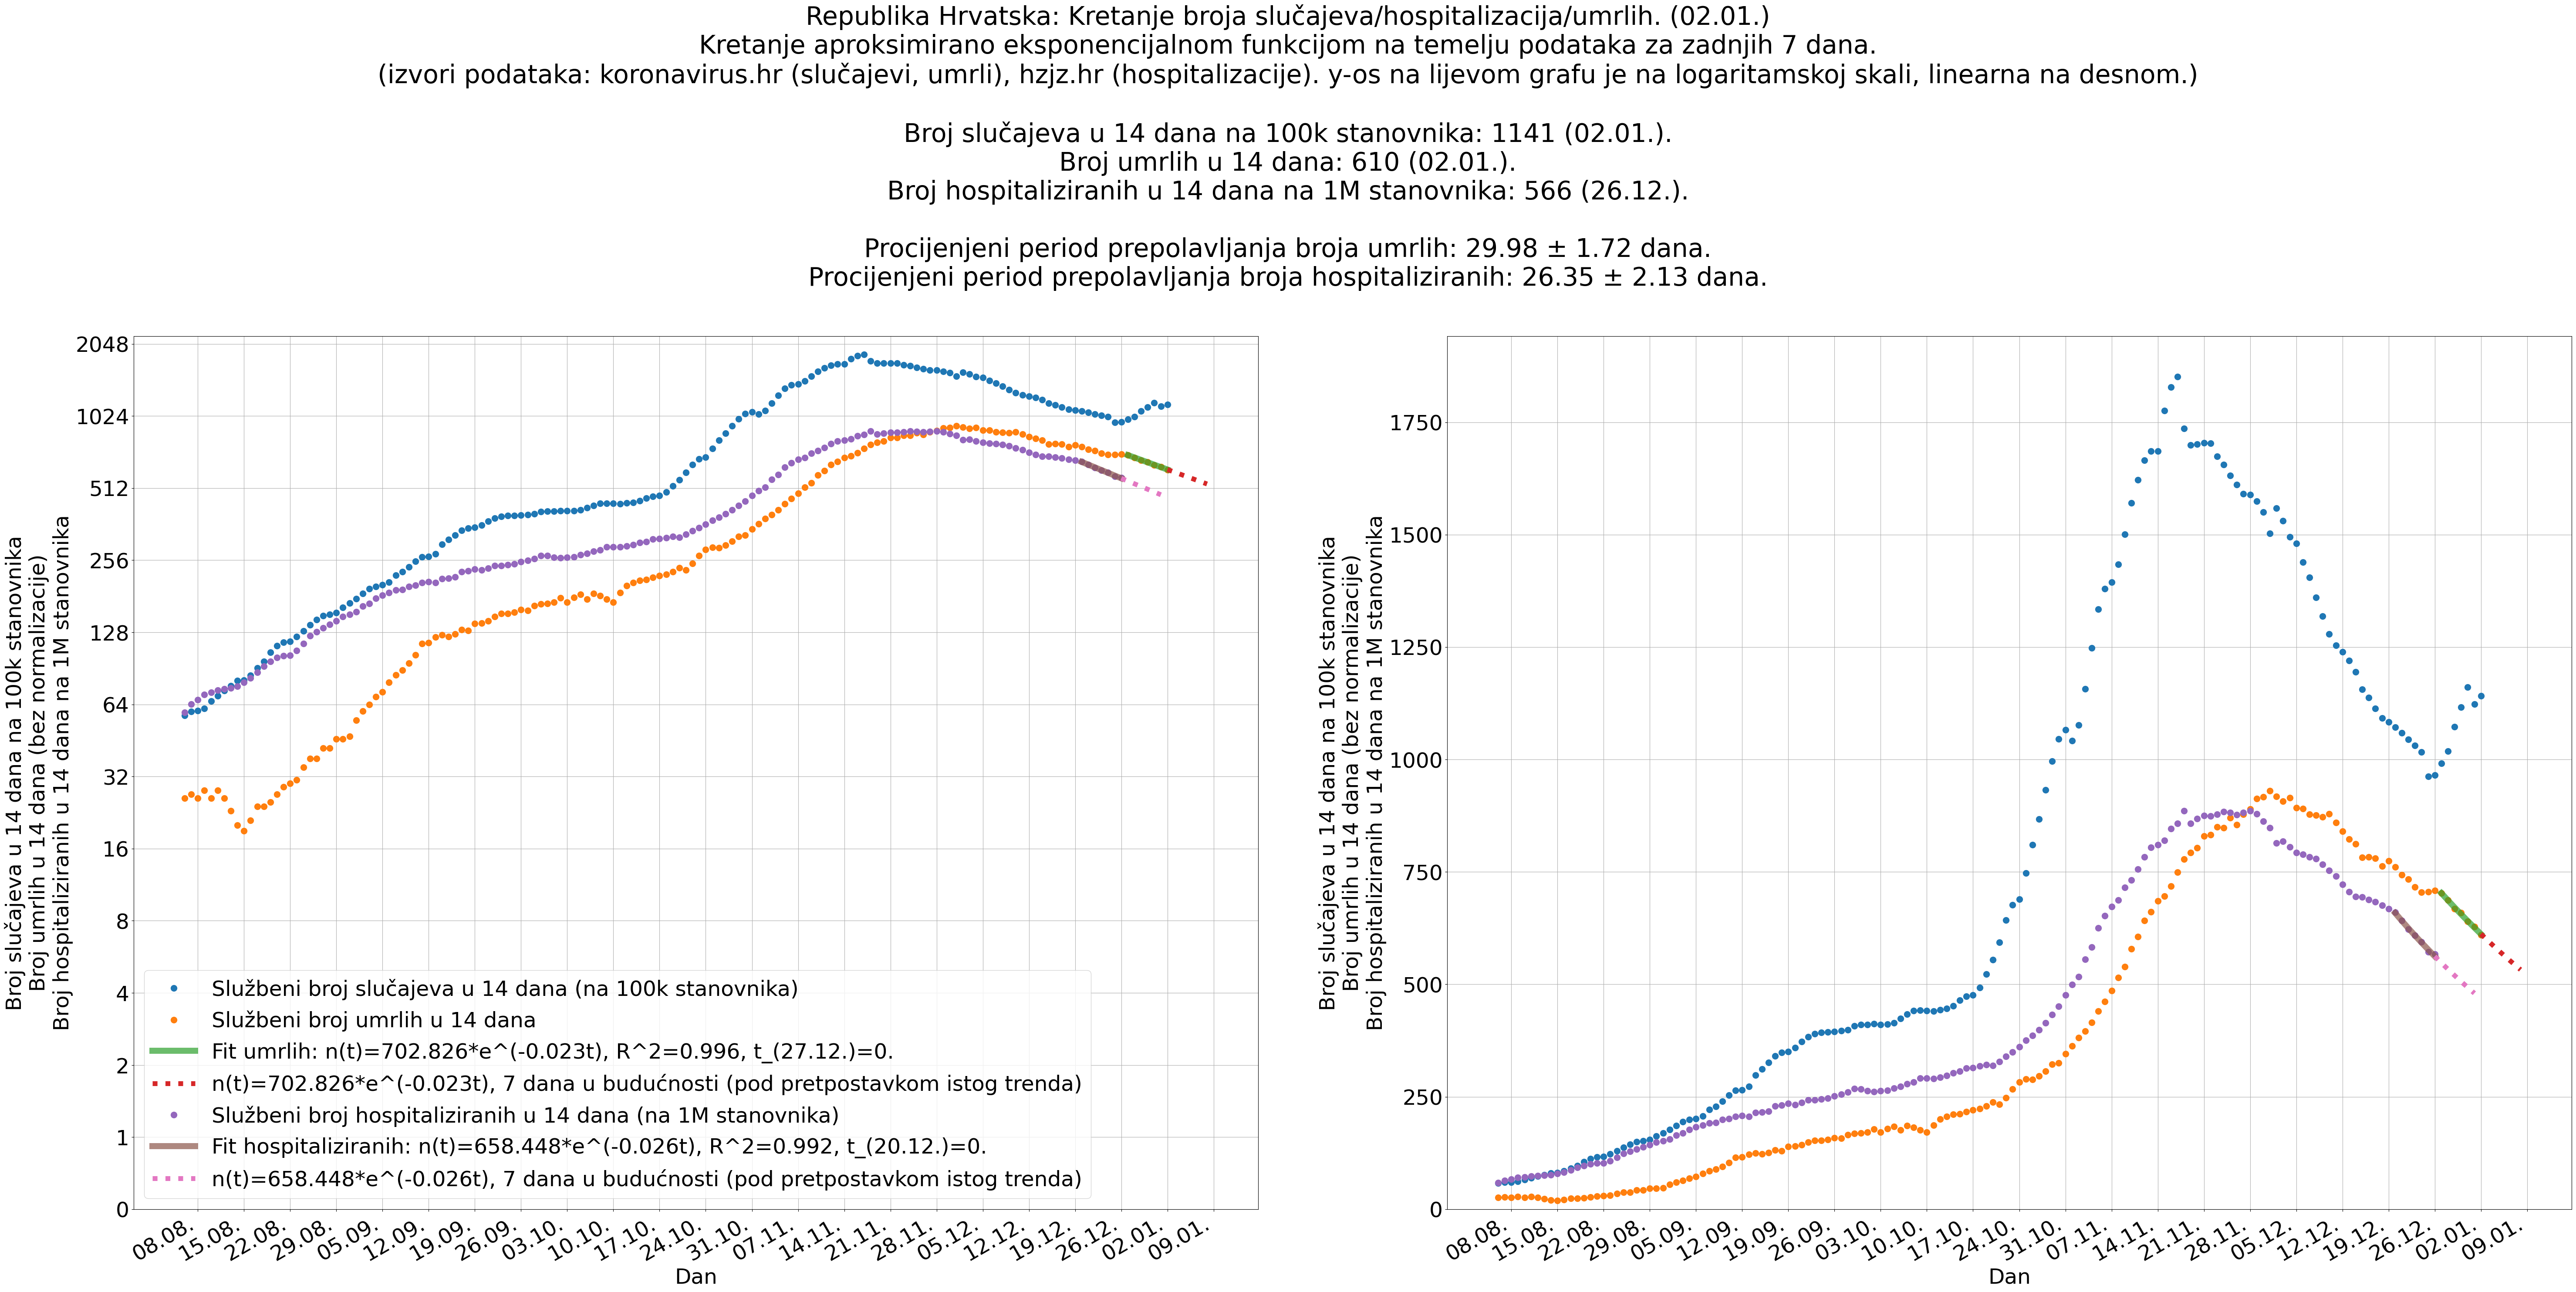 Republika Hrvatska: Kretanje broja slučajeva/hospitalizacija/umrlih. (02.01.)
Kretanje aproksimirano eksponencijalnom funkcijom na temelju podataka za zadnjih 7 dana.
(izvori podataka: koronavirus.hr (slučajevi, umrli), hzjz.hr (hospitalizacije). y-os na lijevom grafu je na logaritamskoj skali, linearna na desnom.)
Broj slučajeva u 14 dana na 100k stanovnika: 1141 (02.01.).
Broj umrlih u 14 dana: 610 (02.01.).
Broj hospitaliziranih u 14 dana na 1M stanovnika: 566 (26.12.).
Procijenjeni period prepolavljanja broja umrlih: 29.98 ± 1.72 dana.
Procijenjeni period prepolavljanja broja hospitaliziranih: 26.35 ± 2.13 dana.
Broj slučajeva u 14 dana na 100k stanovnika
Broj umrlih u 14 dana (bez normalizacije)
Broj hospitaliziranih u 14 dana na 1M stanovnika
2048
1024
512
256
128
64
32
16
8
4
2
1
0
Službeni broj slučajeva u 14 dana (na 100k stanovnika)
Službeni broj umrlih u 14 dana
Fit umrlih: n(t)=702.826*e^(-0.023t), R^2=0.996, t_(27.12.)=0.
n(t)=702.826*e^(-0.023t), 7 dana u budućnosti (pod pretpostavkom istog trenda)
Službeni broj hospitaliziranih u 14 dana (na 1M stanovnika)
Fit hospitaliziranih: n(t)=658.448*e^(-0.026t), R^2=0.992, t_(20.12.)=0.
n(t)=658.448*e^(-0.026t), 7 dana u budućnosti (pod pretpostavkom istog trenda)
08.08. 15.08. 22.08. 29.08. 05.09. 12.09. 19.09. 26.09. 03.10. 10.10. 17.10. 24.10. 31.10. 07.11. 14.11. 21.11. 28.11. 05.12. 12.12. 19.12. 26.12. 02.01. 09.01.
Dan
Broj slučajeva u 14 dana na 100k stanovnika
Broj umrlih u 14 dana (bez normalizacije)
Broj hospitaliziranih u 14 dana na 1M stanovnika
1750
1500
1250
1000
750
500
250
0
08.08. 15.08. 22.08. 29.08. 05.09. 12.09. 19.09. 26.09. 03.10. 10.10. 17.10. 24.10. 31.10. 07.11. 14.11. 21.11. 28.11. 05.12. 12.12. 19.12. 26.12. 02.01. 09.01.
Dan